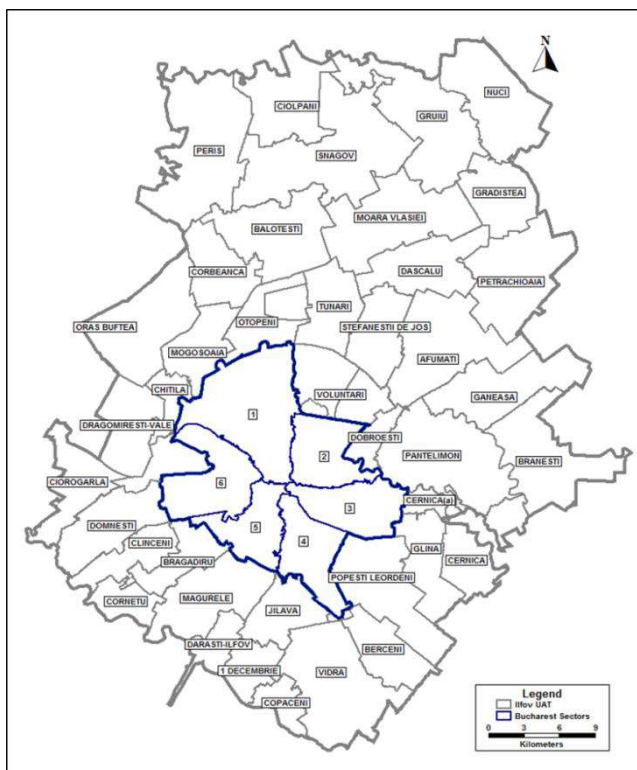 N
NUCI
CIOLPANI
GRUIU
PERIS
SNAGOV
GRADISTEA
MOARA VLASIEI
BALOTESTI
CORBEANCA
DASCALU
PETRACHIOAIA
TUNARI
OTOPENI
ORAS BUFTEA
STEFANESTII DE JOS
MOGOSOAIA
AFUMATI
CHITILA
VOLUNTARI
GANEASA
1
DRAGOMIRESTI-VALE
DOBROESTI
2
PANTELIMON
BRANESTI
CIOROGARLA
6
CERNICA(a)
3
DOMNESTI
5
4
CLINCENI
GLINA
CERNICA
BRAGADIRU
POPESTI LEORDENI
CORNETU
MAGURELE
JILAVA
DARASTI-ILFOV
BERCENI
1 DECEMBRIE
VIDRA
COPACENI
Legend
Ilfov UAT
Bucharest Sectors
0 3 6 9
Kilometers